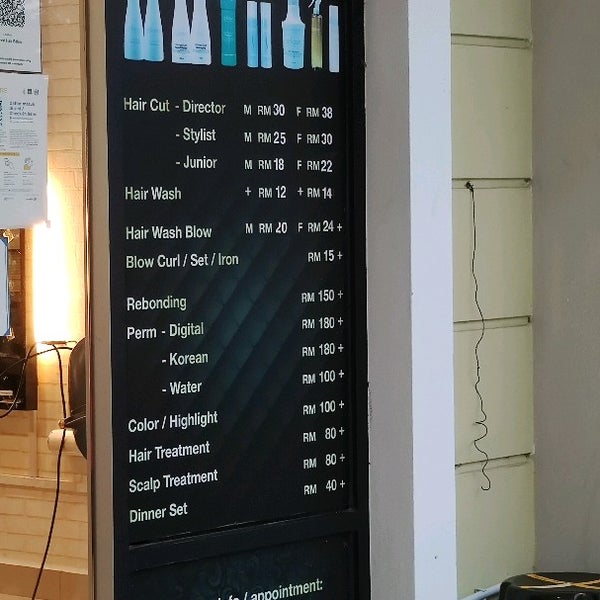 Hair Cut - Director M RM 30 F RM 38
- Stylist M RM 25 F RM 30
- Junior M RM 18 F RM 22
Hair Wash + RM 12 + RM 14
Hair Wash Blow M RM 20 F RM 24 +
Blow Curl / Set / Iron RM 15 +
Rebonding RM 150 +
Perm - Digital RM 180 +
- Korean RM 180 +
- Water RM 100 +
Color / Highlight RM 100 +
Hair Treatment RM 80 +
Scalp Treatment RM 80 +
Dinner Set RM 40 +
/ appointment: